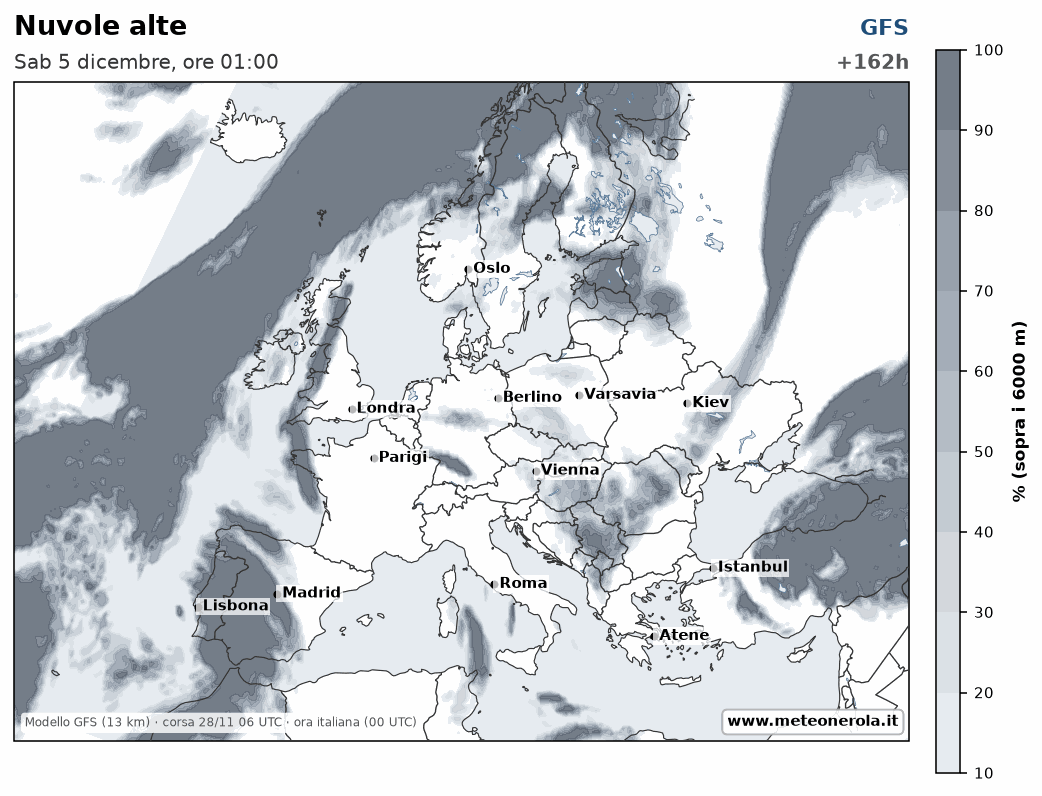 Nuvole alte
GFS
Sab 5 dicembre, ore 01:00
+162h
100
90
80
70
60
50
40
30
20
10
% (sopra i 6000 m)
Oslo
Londra
Berlino
Varsavia
Kiev
Parigi
Vienna
Istanbul
Roma
Madrid
Lisbona
Atene
Modello GFS (13 km) · corsa 28/11 06 UTC · ora italiana (00 UTC)
www.meteonerola.it